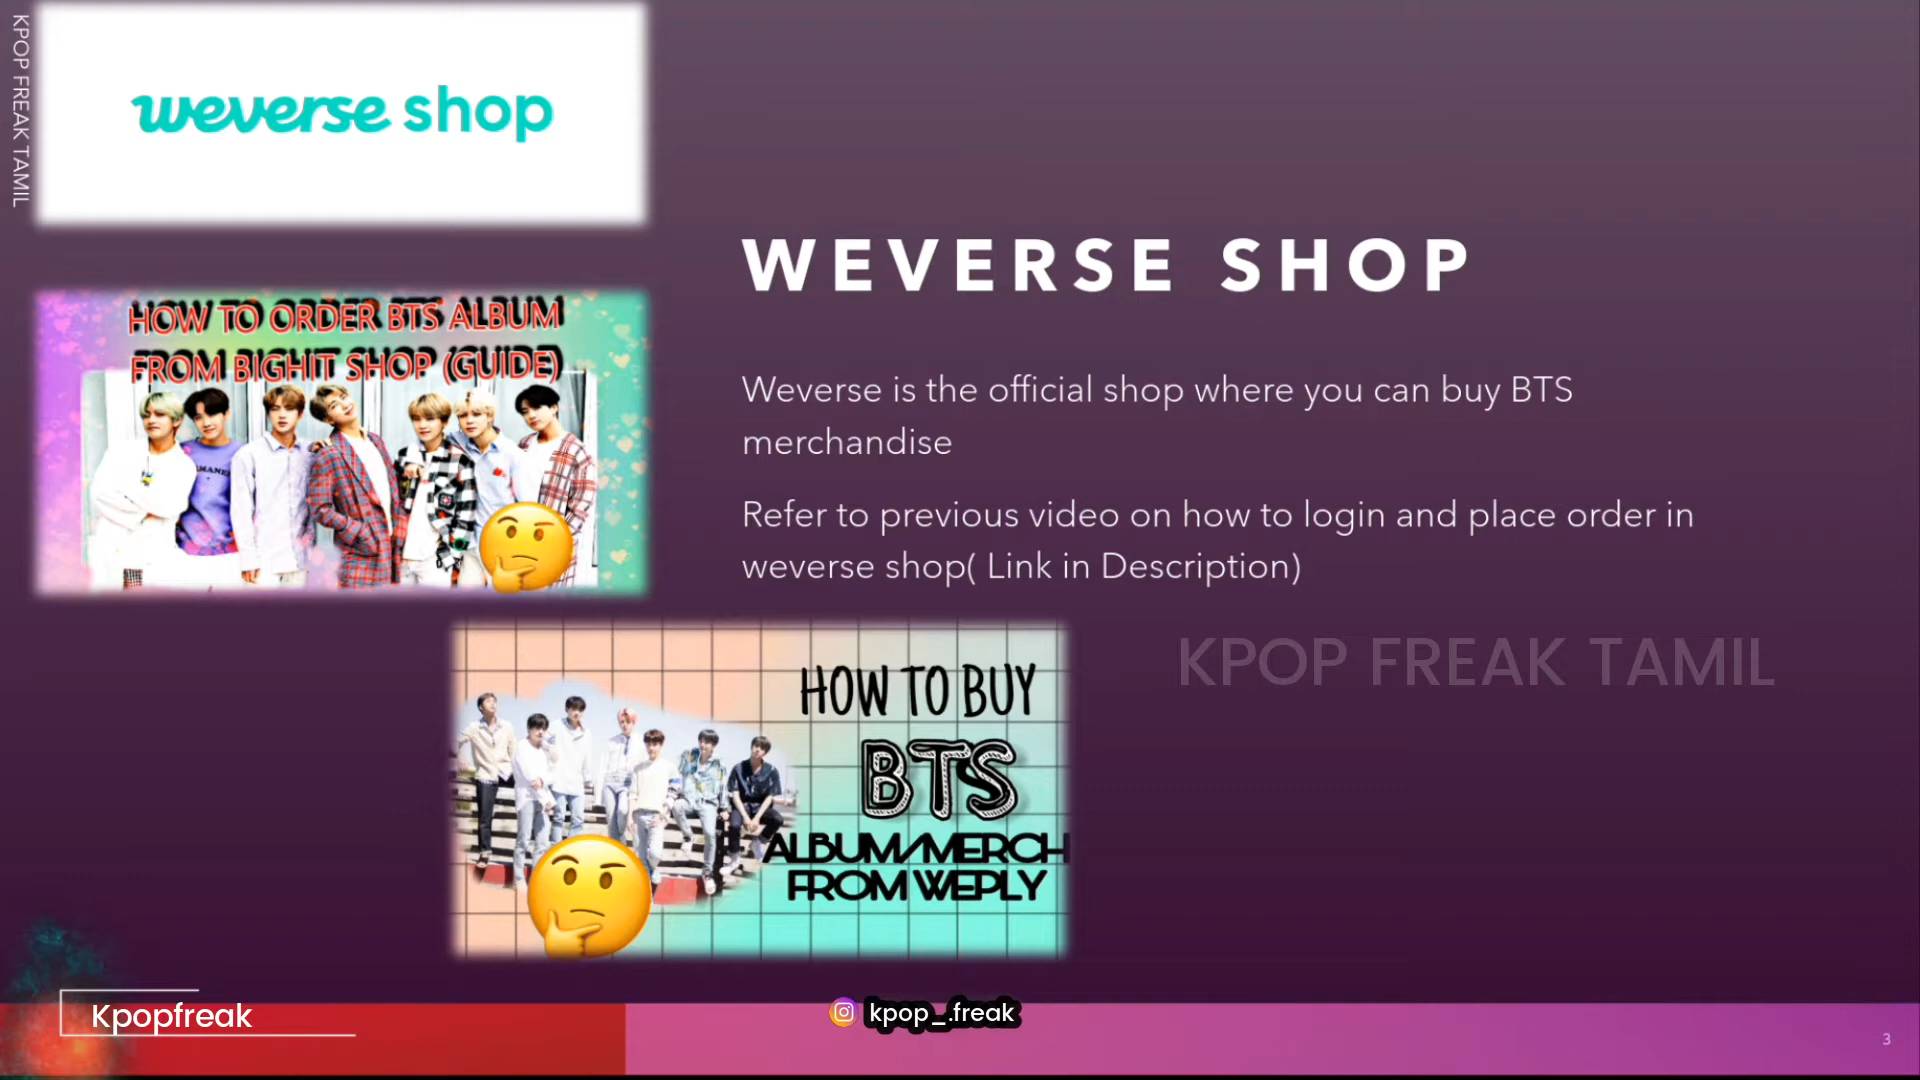 KPOP FREAK TAMIL
weverse shop
HOW TO ORDER BTS ALBUM
FROM BIGHIT SHOP (GUIDE)
WEVERSE SHOP
Weverse is the official shop where you can buy BTS
merchandise
Refer to previous video on how to login and place order in
weverse shop( Link in Description)
KPOP FREAK TAMIL
HOW TO BUY
BTS
ALBUM/MERCH
FROM WEPLY
Kpopfreak
kpop_.freak
3